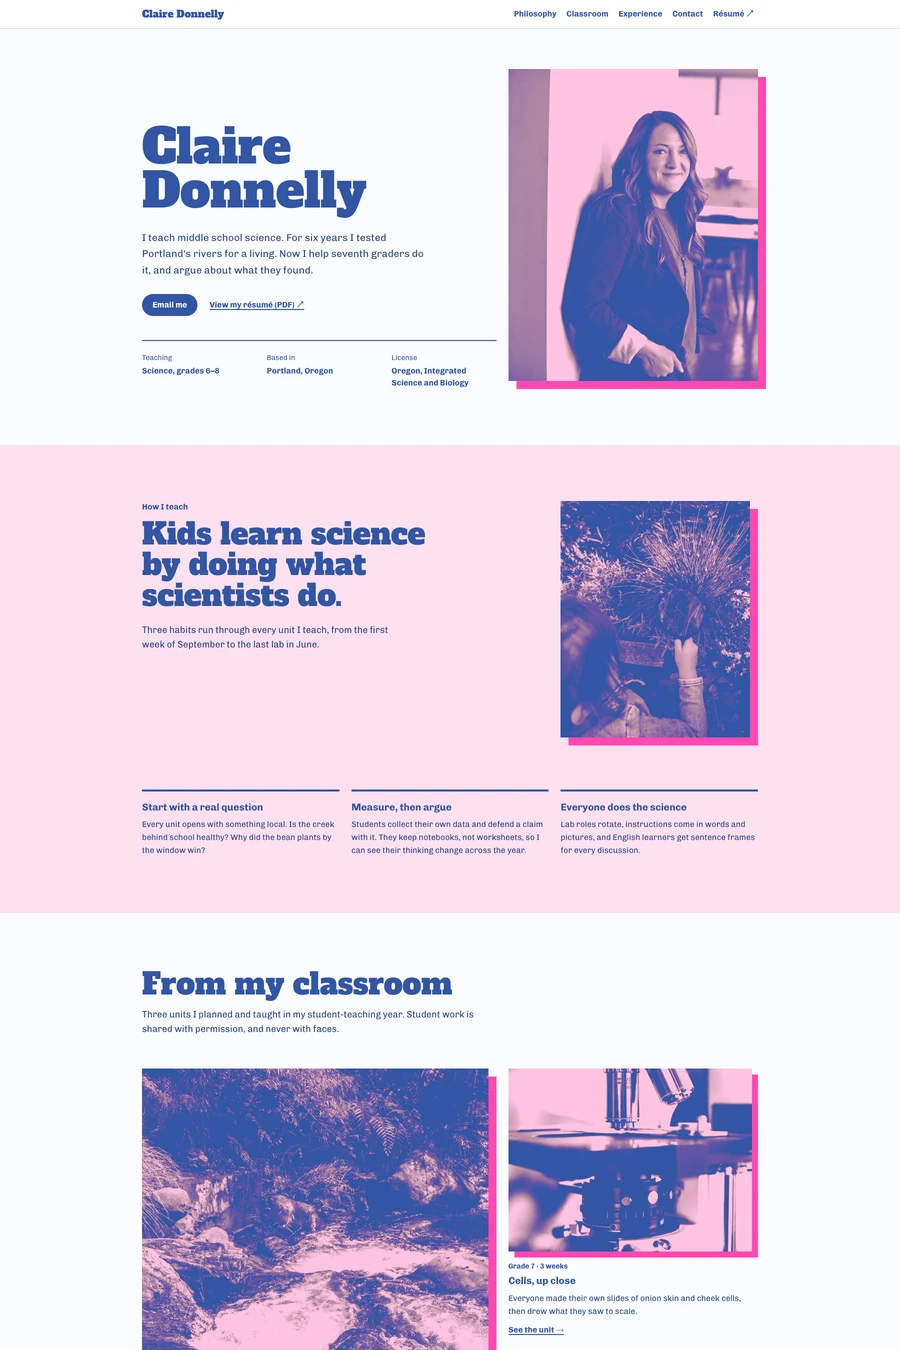 Claire Donnelly
Philosophy Classroom Experience Contact Résumé ↗
Claire
Donnelly
I teach middle school science. For six years I tested
Portland's rivers for a living. Now I help seventh graders do
it, and argue about what they found.
Email me
View my résumé (PDF) ↗
Teaching
Science, grades 6–8
Based in
Portland, Oregon
License
Oregon, Integrated
Science and Biology
How I teach
Kids learn science
by doing what
scientists do.
Three habits run through every unit I teach, from the first
week of September to the last lab in June.
Start with a real question
Every unit opens with something local. Is the creek
behind school healthy? Why did the bean plants by
the window win?
Measure, then argue
Students collect their own data and defend a claim
with it. They keep notebooks, not worksheets, so I
can see their thinking change across the year.
Everyone does the science
Lab roles rotate, instructions come in words and
pictures, and English learners get sentence frames
for every discussion.
From my classroom
Three units I planned and taught in my student-teaching year. Student work is
shared with permission, and never with faces.
Grade 7 · 3 weeks
Cells, up close
Everyone made their own slides of onion skin and cheek cells,
then drew what they saw to scale.
See the unit →